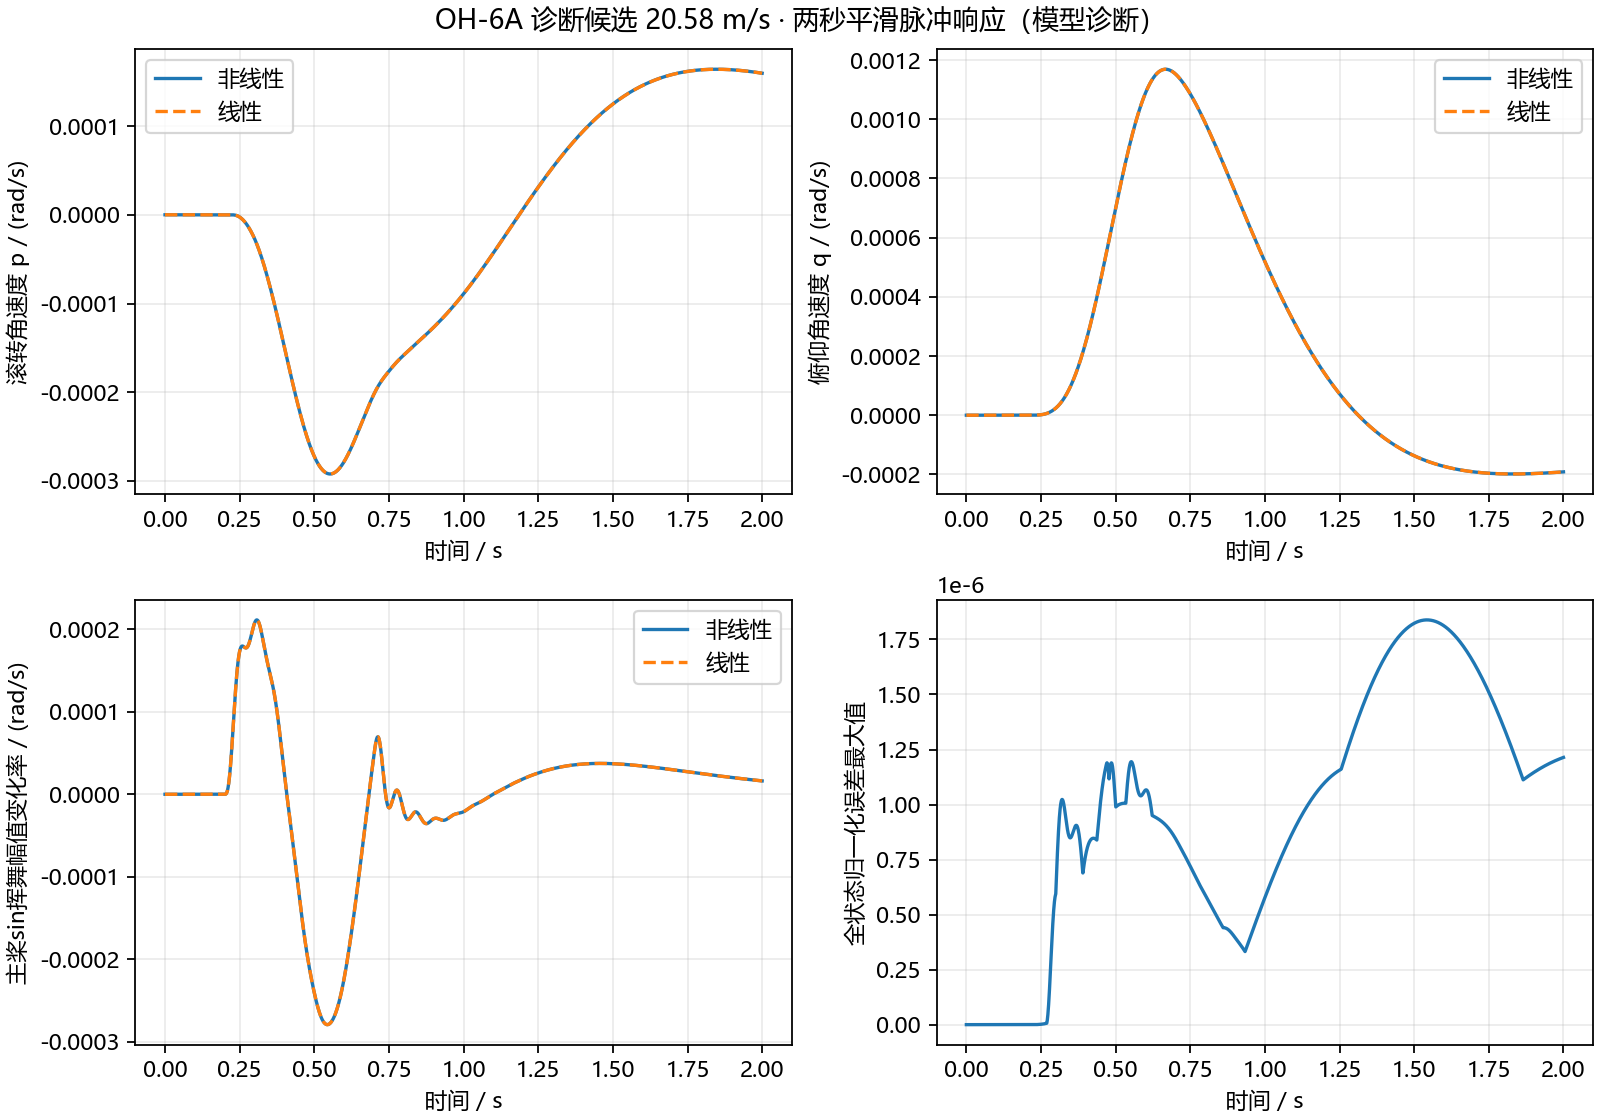 OH-6A 诊断候选 20.58 m/s · 两秒平滑脉冲响应（模型诊断）
非线性
线性
0.0001
0.0000
-0.0001
-0.0002
-0.0003
滚转角速度 p / (rad/s)
0.00 0.25 0.50 0.75 1.00 1.25 1.50 1.75 2.00
时间 / s
非线性
线性
0.0012
0.0010
0.0008
0.0006
0.0004
0.0002
0.0000
-0.0002
俯仰角速度 q / (rad/s)
0.00 0.25 0.50 0.75 1.00 1.25 1.50 1.75 2.00
时间 / s
非线性
线性
0.0002
0.0001
0.0000
-0.0001
-0.0002
-0.0003
主桨sin挥舞幅值变化率 / (rad/s)
0.00 0.25 0.50 0.75 1.00 1.25 1.50 1.75 2.00
时间 / s
1e-6
1.75
1.50
1.25
1.00
0.75
0.50
0.25
0.00
全状态归一化误差最大值
0.00 0.25 0.50 0.75 1.00 1.25 1.50 1.75 2.00
时间 / s